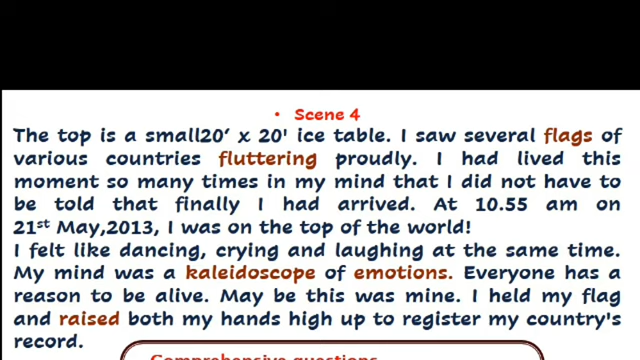 • Scene 4
The top is a small20′ x 20' ice table. I saw several flags of
various countries fluttering proudly. I had lived this
moment so many times in my mind that I did not have to
be told that finally I had arrived. At 10.55 am on
21st May,2013, I was on the top of the world!
I felt like dancing, crying and laughing at the same time.
My mind was a kaleidoscope of emotions. Everyone has a
reason to be alive. May be this was mine. I held my flag
and raised both my hands high up to register my country's
record.
Comprehensive questions